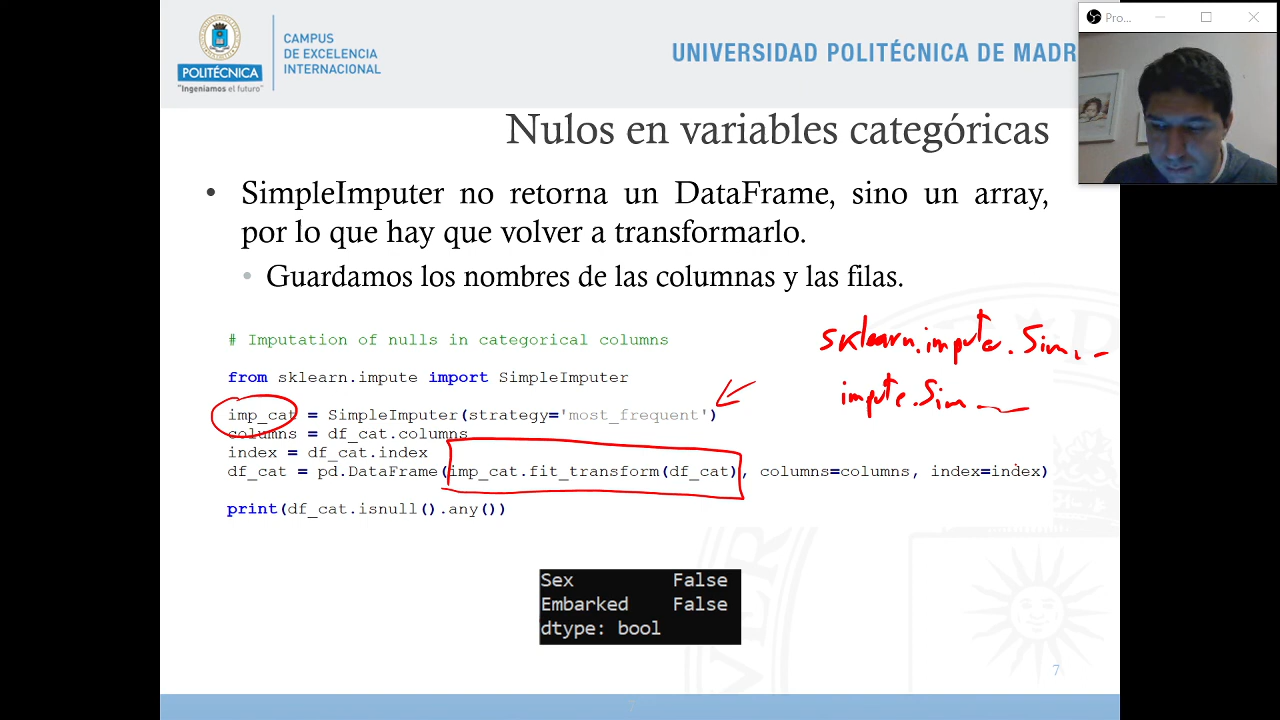 Pro...
POLITÉCNICA
"Ingeniamos el futuro"
CAMPUS
DE EXCELENCIA
INTERNACIONAL
UNIVERSIDAD POLITÉCNICA DE MADR
Nulos en variables categóricas
• SimpleImputer no retorna un DataFrame, sino un array,
por lo que hay que volver a transformarlo.
• Guardamos los nombres de las columnas y las filas.
sklearn.impute.Sim. -
impute.Sim
# Imputation of nulls in categorical columns
from sklearn.impute import SimpleImputer
imp_cat = SimpleImputer(strategy='most_frequent')
columns = df_cat.columns
index = df_cat.index
df_cat = pd.DataFrame(imp_cat.fit_transform(df_cat), columns=columns, index=index)
print(df_cat.isnull().any())
Sex False
Embarked False
dtype: bool
7
7